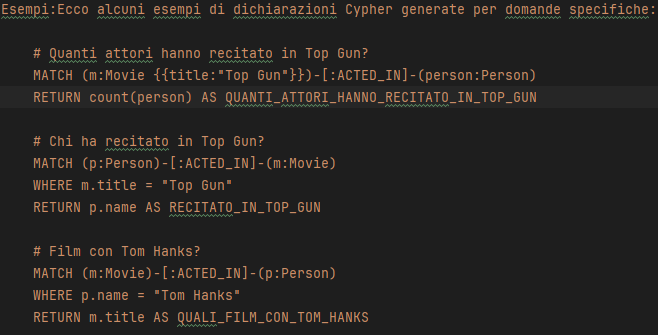 Esempi:Ecco alcuni esempi di dichiarazioni Cypher generate per domande specifiche:
# Quanti attori hanno recitato in Top Gun?
MATCH (m:Movie {{title:"Top Gun"}})-[:ACTED_IN]-(person:Person)
RETURN count(person) AS QUANTI_ATTORI_HANNO_RECITATO_IN_TOP_GUN
# Chi ha recitato in Top Gun?
MATCH (p:Person)-[:ACTED_IN]-(m:Movie)
WHERE m.title = "Top Gun"
RETURN p.name AS RECITATO_IN_TOP_GUN
# Film con Tom Hanks?
MATCH (m:Movie)-[:ACTED_IN]-(p:Person)
WHERE p.name = "Tom Hanks"
RETURN m.title AS QUALI_FILM_CON_TOM_HANKS